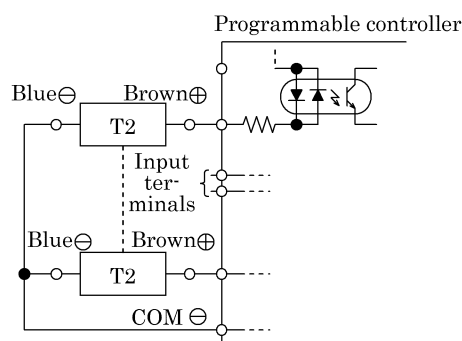 Programmable controller
Blue⊖
Brown⊕
T2
Input
ter-
minals
Blue⊖
Brown⊕
T2
COM ⊖